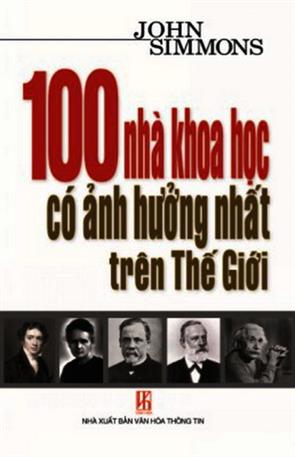 JOHN
SIMMONS
100 nhà khoa học
có ảnh hưởng nhất
trên Thế Giới
NHÀ XUẤT BẢN VĂN HÓA THÔNG TIN